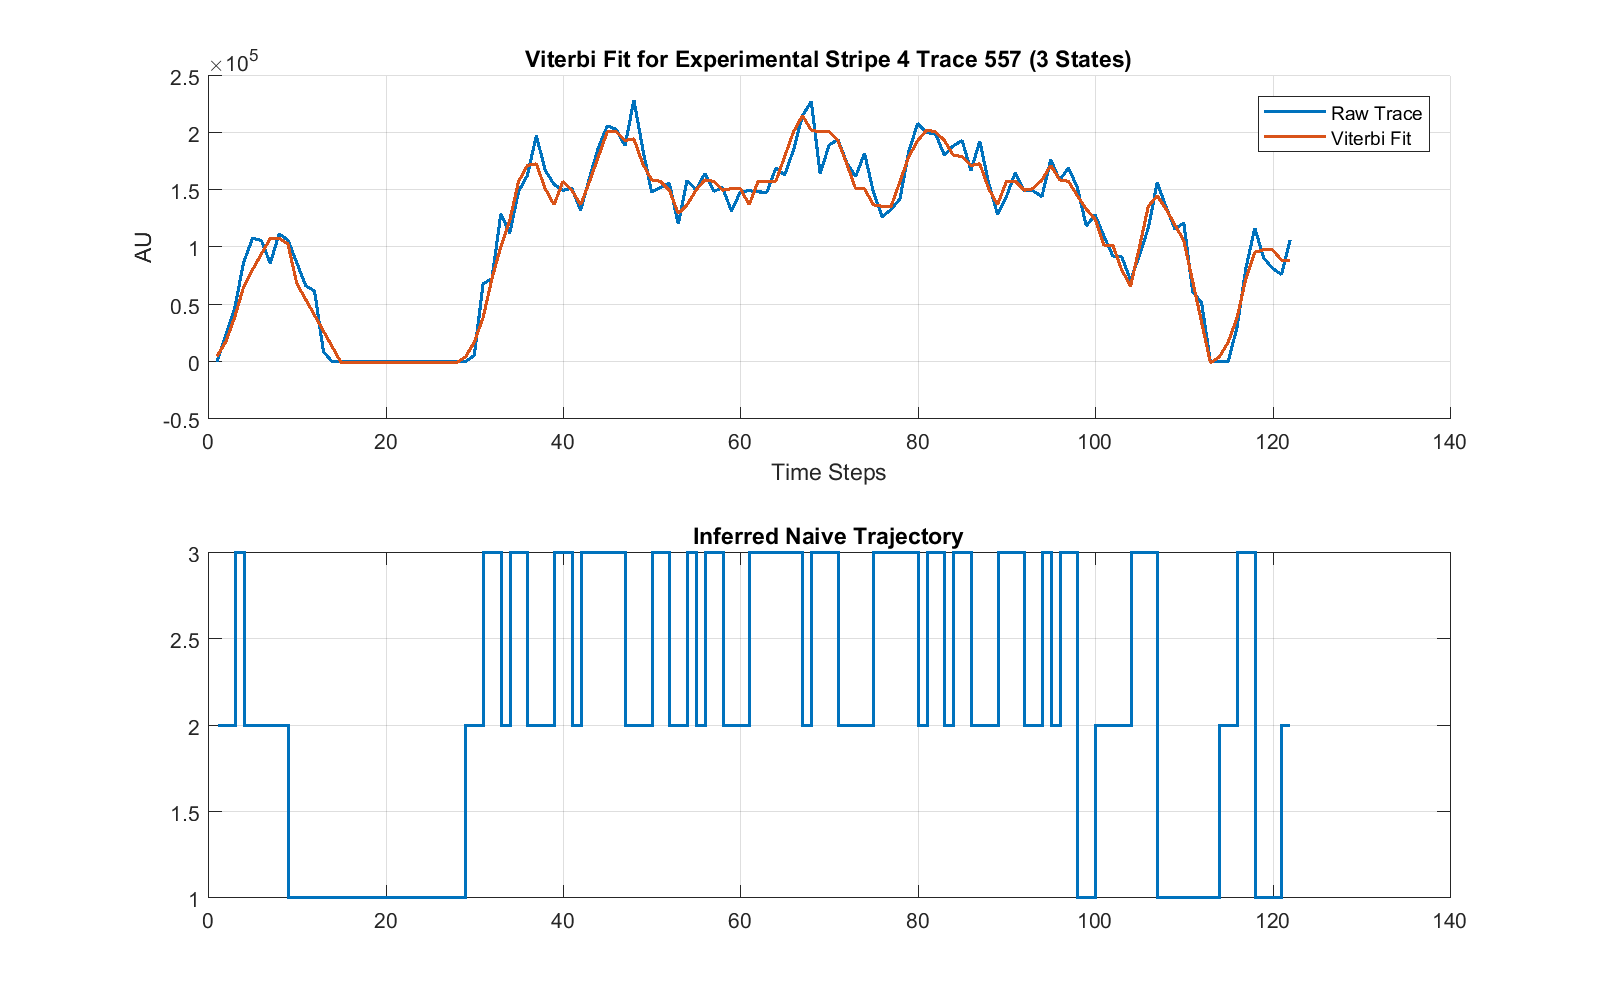 Viterbi Fit for Experimental Stripe 4 Trace 557 (3 States)
×10⁵
2.5
2
1.5
1
0.5
0
-0.5
AU
Raw Trace
Viterbi Fit
0 20 40 60 80 100 120 140
Time Steps
Inferred Naive Trajectory
3
2.5
2
1.5
1
0 20 40 60 80 100 120 140